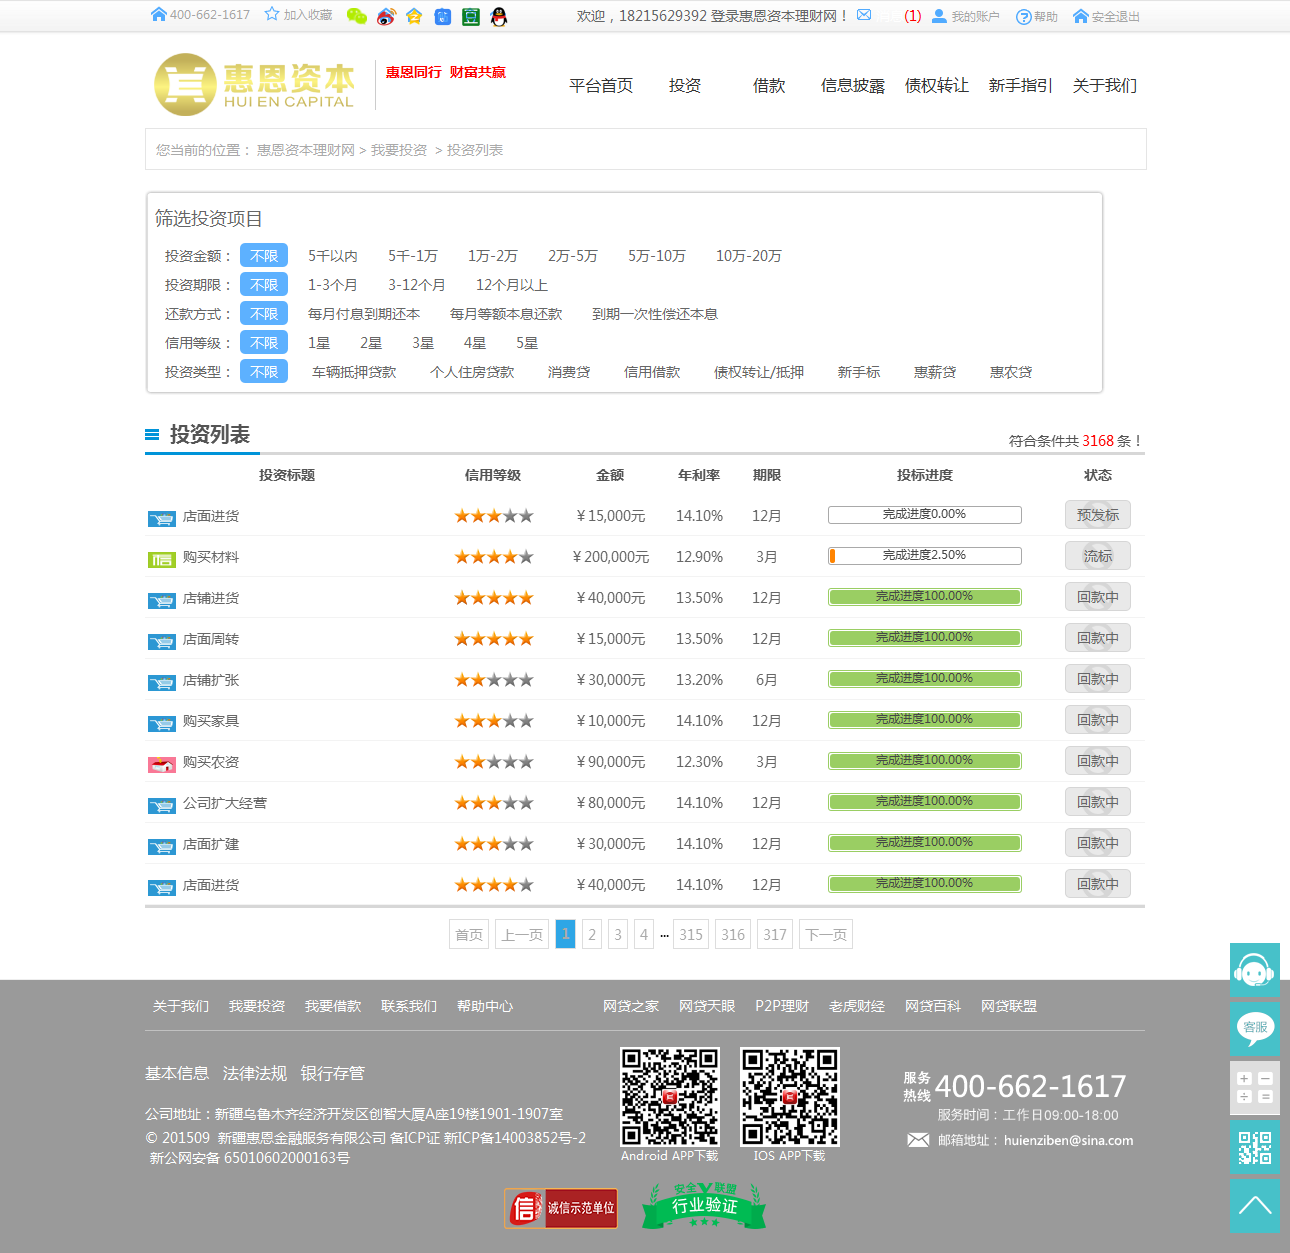 400-662-1617 加入收藏 欢迎，18215629392 登录惠恩资本理财网！ (1) 我的账户 帮助 安全退出
惠恩资本
HUI EN CAPITAL
惠恩同行 财富共赢
平台首页 投资 借款 信息披露 债权转让 新手指引 关于我们
您当前的位置： 惠恩资本理财网 > 我要投资 > 投资列表
筛选投资项目
投资金额： 不限 5千以内 5千-1万 1万-2万 2万-5万 5万-10万 10万-20万
投资期限： 不限 1-3个月 3-12个月 12个月以上
还款方式： 不限 每月付息到期还本 每月等额本息还款 到期一次性偿还本息
信用等级： 不限 1星 2星 3星 4星 5星
投资类型： 不限 车辆抵押贷款 个人住房贷款 消费贷 信用借款 债权转让/抵押 新手标 惠薪贷 惠农贷
投资列表 符合条件共 3168 条！
投资标题 信用等级 金额 年利率 期限 投标进度 状态
店面进货 ￥15,000元 14.10% 12月 完成进度0.00% 预发标
购买材料 ￥200,000元 12.90% 3月 完成进度2.50% 流标
店铺进货 ￥40,000元 13.50% 12月 完成进度100.00% 回款中
店面周转 ￥15,000元 13.50% 12月 完成进度100.00% 回款中
店铺扩张 ￥30,000元 13.20% 6月 完成进度100.00% 回款中
购买家具 ￥10,000元 14.10% 12月 完成进度100.00% 回款中
购买农资 ￥90,000元 12.30% 3月 完成进度100.00% 回款中
公司扩大经营 ￥80,000元 14.10% 12月 完成进度100.00% 回款中
店面扩建 ￥30,000元 14.10% 12月 完成进度100.00% 回款中
店面进货 ￥40,000元 14.10% 12月 完成进度100.00% 回款中
首页 上一页 1 2 3 4 ... 315 316 317 下一页
关于我们 我要投资 我要借款 联系我们 帮助中心 网贷之家 网贷天眼 P2P理财 老虎财经 网贷百科 网贷联盟
客服
基本信息 法律法规 银行存管
服务热线 400-662-1617
公司地址：新疆乌鲁木齐经济开发区创智大厦A座19楼1901-1907室
服务时间：工作日09:00-18:00
© 201509 新疆惠恩金融服务有限公司 备ICP证 新ICP备14003852号-2
邮箱地址：huienziben@sina.com
新公网安备 65010602000163号
Android APP下载 IOS APP下载
信 诚信示范单位
安全V联盟
行业验证